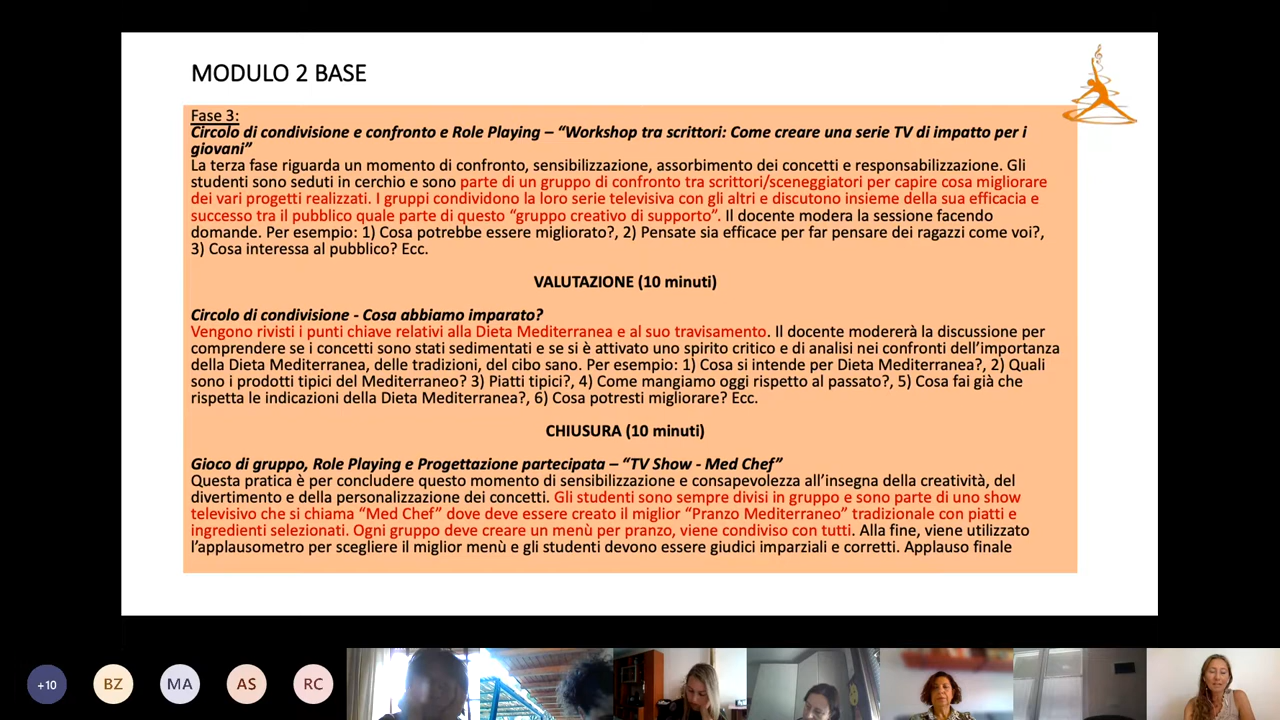 MODULO 2 BASE
Fase 3:
Circolo di condivisione e confronto e Role Playing – “Workshop tra scrittori: Come creare una serie TV di impatto per i
giovani”
La terza fase riguarda un momento di confronto, sensibilizzazione, assorbimento dei concetti e responsabilizzazione. Gli
studenti sono seduti in cerchio e sono parte di un gruppo di confronto tra scrittori/sceneggiatori per capire cosa migliorare
dei vari progetti realizzati. I gruppi condividono la loro serie televisiva con gli altri e discutono insieme della sua efficacia e
successo tra il pubblico quale parte di questo “gruppo creativo di supporto”. Il docente modera la sessione facendo
domande. Per esempio: 1) Cosa potrebbe essere migliorato?, 2) Pensate sia efficace per far pensare dei ragazzi come voi?,
3) Cosa interessa al pubblico? Ecc.
VALUTAZIONE (10 minuti)
Circolo di condivisione - Cosa abbiamo imparato?
Vengono rivisti i punti chiave relativi alla Dieta Mediterranea e al suo travisamento. Il docente modererà la discussione per
comprendere se i concetti sono stati sedimentati e se si è attivato uno spirito critico e di analisi nei confronti dell’importanza
della Dieta Mediterranea, delle tradizioni, del cibo sano. Per esempio: 1) Cosa si intende per Dieta Mediterranea?, 2) Quali
sono i prodotti tipici del Mediterraneo? 3) Piatti tipici?, 4) Come mangiamo oggi rispetto al passato?, 5) Cosa fai già che
rispetta le indicazioni della Dieta Mediterranea?, 6) Cosa potresti migliorare? Ecc.
CHIUSURA (10 minuti)
Gioco di gruppo, Role Playing e Progettazione partecipata – “TV Show - Med Chef”
Questa pratica è per concludere questo momento di sensibilizzazione e consapevolezza all’insegna della creatività, del
divertimento e della personalizzazione dei concetti. Gli studenti sono sempre divisi in gruppo e sono parte di uno show
televisivo che si chiama “Med Chef” dove deve essere creato il miglior “Pranzo Mediterraneo” tradizionale con piatti e
ingredienti selezionati. Ogni gruppo deve creare un menù per pranzo, viene condiviso con tutti. Alla fine, viene utilizzato
l’applausometro per scegliere il miglior menù e gli studenti devono essere giudici imparziali e corretti. Applauso finale
+10 BZ MA AS RC